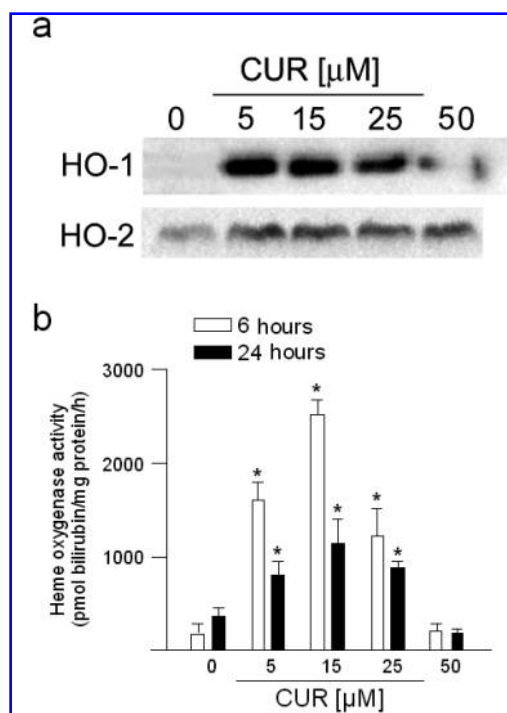 a
CUR [μM]
0 5 15 25 50
HO-1
HO-2
b
6 hours
24 hours
Heme oxygenase activity
(pmol bilirubin/mg protein/h)
3000
2000
1000
* * * * * *
0 5 15 25 50
CUR [μM]